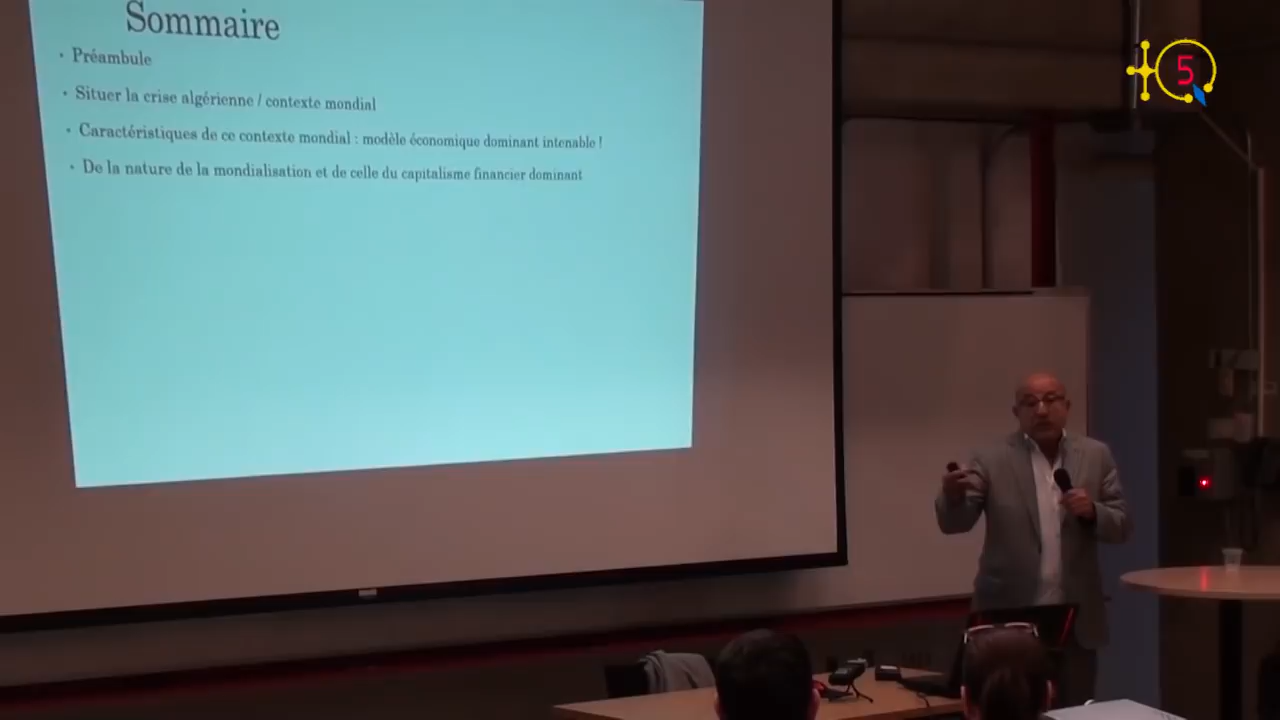 Sommaire
• Préambule
• Situer la crise algérienne / contexte mondial
• Caractéristiques de ce contexte mondial : modèle économique dominant intenable !
• De la nature de la mondialisation et de celle du capitalisme financier dominant
5